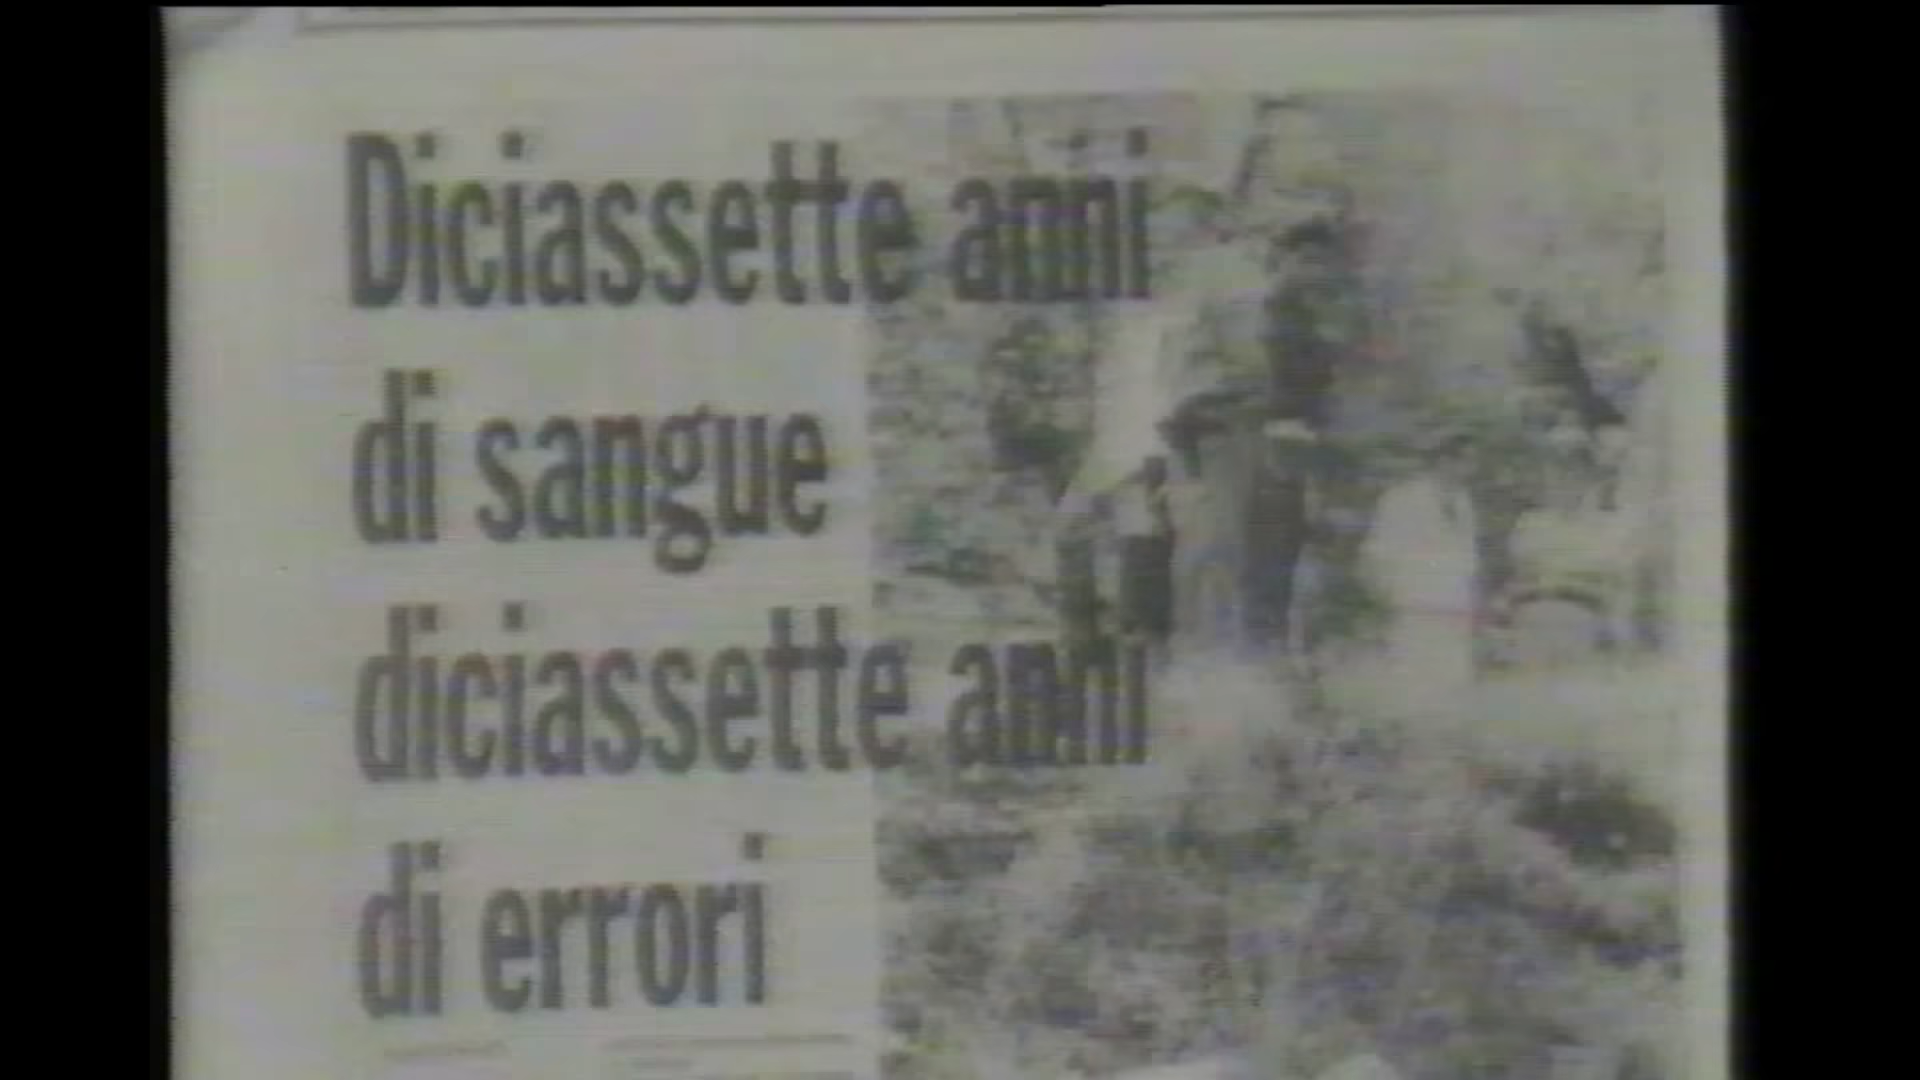 Diciassette anni
di sangue
diciassette anni
di errori